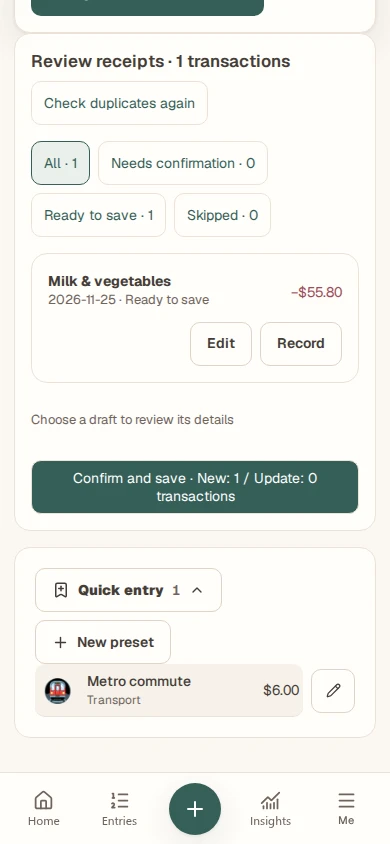 Review receipts · 1 transactions
Check duplicates again
All · 1
Needs confirmation · 0
Ready to save · 1
Skipped · 0
Milk & vegetables
2026-11-25 · Ready to save
−$55.80
Edit
Record
Choose a draft to review its details
Confirm and save · New: 1 / Update: 0
transactions
Quick entry 1
New preset
Metro commute
Transport
$6.00
Home
Entries
Insights
Me